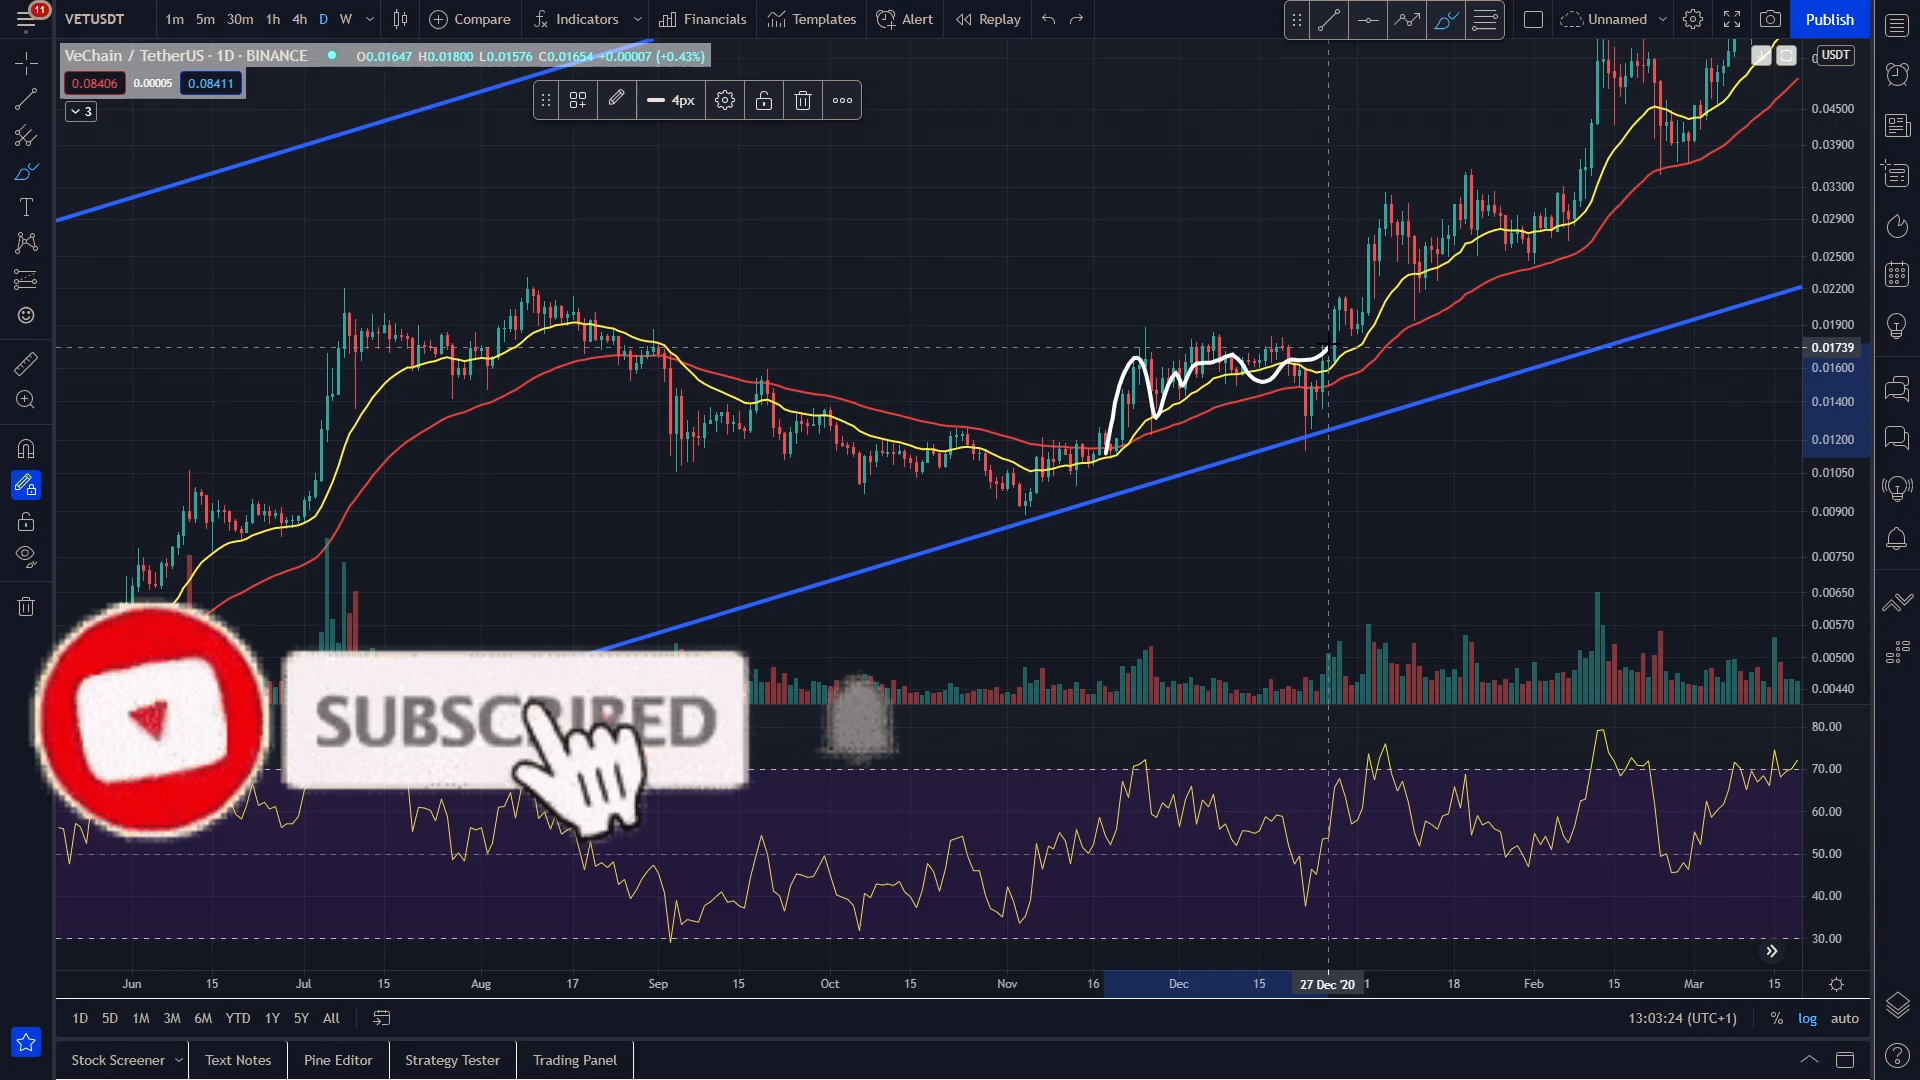 11
VETUSDT 1m 5m 30m 1h 4h D W Compare Indicators Financials Templates Alert Replay Unnamed Publish
VeChain / TetherUS · 1D · BINANCE O0.01647 H0.01800 L0.01576 C0.01654 +0.00007 (+0.43%)
0.08406 0.00005 0.08411
3
4px
USDT
0.04500
0.03900
0.03300
0.02900
0.02500
0.02200
0.01900
0.01739
0.01600
0.01400
0.01200
0.01050
0.00900
0.00750
0.00650
0.00570
0.00500
0.00440
SUBSCRIBED
80.00
70.00
60.00
50.00
40.00
30.00
Jun 15 Jul 15 Aug 17 Sep 15 Oct 15 Nov 16 Dec 15 27 Dec '20 18 Feb 15 Mar 15
1D 5D 1M 3M 6M YTD 1Y 5Y All 13:03:24 (UTC+1) % log auto
Stock Screener Text Notes Pine Editor Strategy Tester Trading Panel